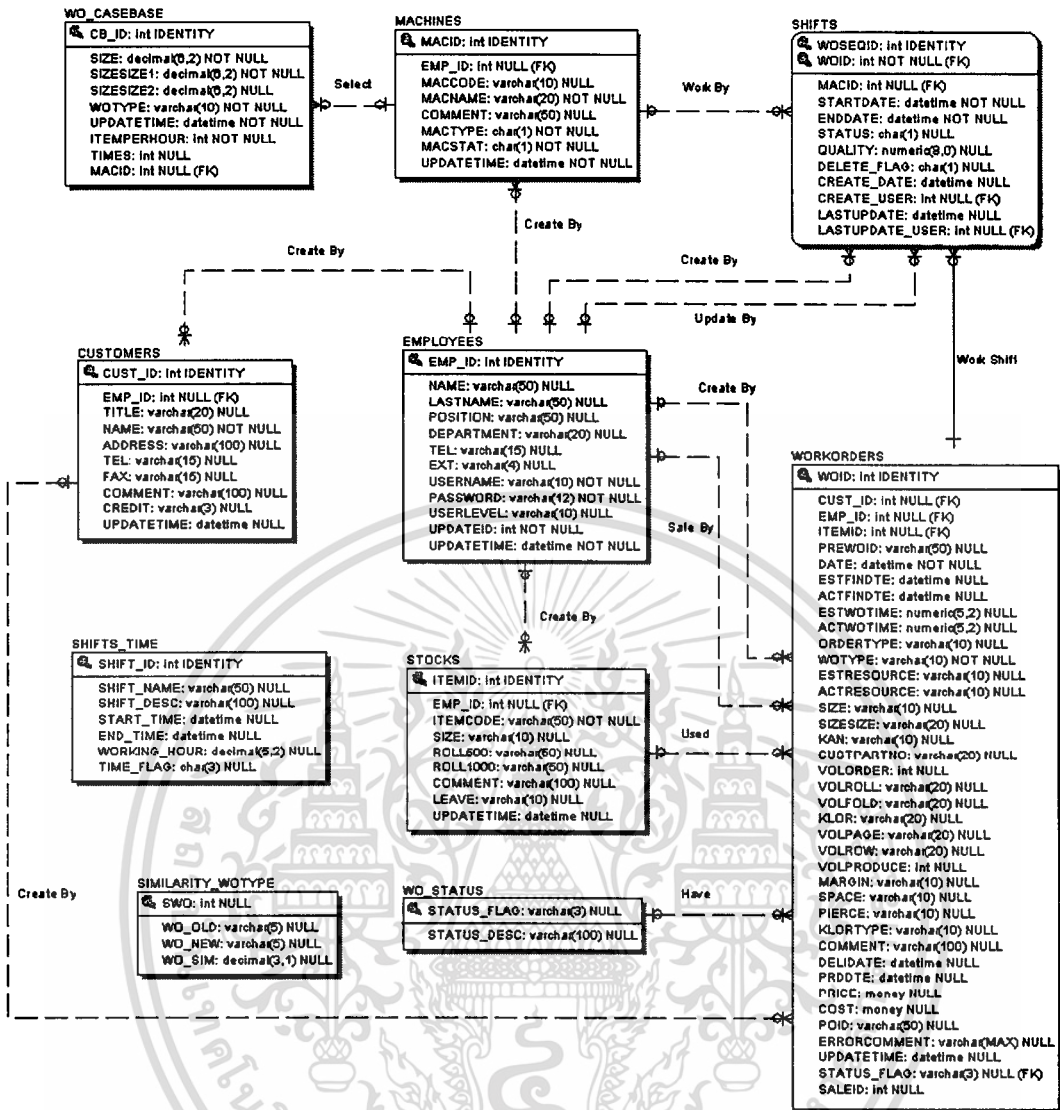 WO_CASEBASE
CB_ID: int IDENTITY
SIZE: decimal(6,2) NOT NULL
SIZESIZE1: decimal(6,2) NOT NULL
SIZESIZE2: decimal(6,2) NULL
WOTYPE: varchar(10) NOT NULL
UPDATETIME: datetime NOT NULL
ITEMPERHOUR: int NOT NULL
TIMES: int NULL
MACID: int NULL (FK)
Select
MACHINES
MACID: int IDENTITY
EMP_ID: int NULL (FK)
MACCODE: varchar(10) NULL
MACNAME: varchar(20) NOT NULL
COMMENT: varchar(50) NULL
MACTYPE: char(1) NOT NULL
MACSTAT: char(1) NOT NULL
UPDATETIME: datetime NOT NULL
Work By
SHIFTS
WOSEQID: int IDENTITY
WOID: int NOT NULL (FK)
MACID: int NULL (FK)
STARTDATE: datetime NOT NULL
ENDDATE: datetime NOT NULL
STATUS: char(1) NULL
QUALITY: numeric(8,0) NULL
DELETE_FLAG: char(1) NULL
CREATE_DATE: datetime NULL
CREATE_USER: int NULL (FK)
LASTUPDATE: datetime NULL
LASTUPDATE_USER: int NULL (FK)
Create By
Create By
Create By
Update By
Work Shift
CUSTOMERS
CUST_ID: int IDENTITY
EMP_ID: int NULL (FK)
TITLE: varchar(20) NULL
NAME: varchar(50) NOT NULL
ADDRESS: varchar(100) NULL
TEL: varchar(15) NULL
FAX: varchar(15) NULL
COMMENT: varchar(100) NULL
CREDIT: varchar(3) NULL
UPDATETIME: datetime NULL
EMPLOYEES
EMP_ID: int IDENTITY
NAME: varchar(50) NULL
LASTNAME: varchar(50) NULL
POSITION: varchar(50) NULL
DEPARTMENT: varchar(20) NULL
TEL: varchar(15) NULL
EXT: varchar(4) NULL
USERNAME: varchar(10) NOT NULL
PASSWORD: varchar(12) NOT NULL
USERLEVEL: varchar(10) NULL
UPDATEID: int NOT NULL
UPDATETIME: datetime NOT NULL
Create By
Sale By
Create By
WORKORDERS
WOID: int IDENTITY
CUST_ID: int NULL (FK)
EMP_ID: int NULL (FK)
ITEMID: int NULL (FK)
PREWOID: varchar(50) NULL
DATE: datetime NOT NULL
ESTFINDTE: datetime NULL
ACTFINDTE: datetime NULL
ESTWOTIME: numeric(5,2) NULL
ACTWOTIME: numeric(5,2) NULL
ORDERTYPE: varchar(10) NULL
WOTYPE: varchar(10) NOT NULL
ESTRESOURCE: varchar(10) NULL
ACTRESOURCE: varchar(10) NULL
SIZE: varchar(10) NULL
SIZESIZE: varchar(20) NULL
KAN: varchar(10) NULL
CUSTPARTNO: varchar(20) NULL
VOLORDER: int NULL
VOLROLL: varchar(20) NULL
VOLFOLD: varchar(20) NULL
KLOR: varchar(20) NULL
VOLPAGE: varchar(20) NULL
VOLROW: varchar(20) NULL
VOLPRODUCE: int NULL
MARGIN: varchar(10) NULL
SPACE: varchar(10) NULL
PIERCE: varchar(10) NULL
KLORTYPE: varchar(10) NULL
COMMENT: varchar(100) NULL
DELIDATE: datetime NULL
PRDDTE: datetime NULL
PRICE: money NULL
COST: money NULL
POID: varchar(50) NULL
ERRORCOMMENT: varchar(MAX) NULL
UPDATETIME: datetime NULL
STATUS_FLAG: varchar(3) NULL (FK)
SALEID: int NULL
SHIFTS_TIME
SHIFT_ID: int IDENTITY
SHIFT_NAME: varchar(50) NULL
SHIFT_DESC: varchar(100) NULL
START_TIME: datetime NULL
END_TIME: datetime NULL
WORKING_HOUR: decimal(5,2) NULL
TIME_FLAG: char(3) NULL
STOCKS
ITEMID: int IDENTITY
EMP_ID: int NULL (FK)
ITEMCODE: varchar(50) NOT NULL
SIZE: varchar(10) NULL
ROLL500: varchar(50) NULL
ROLL1000: varchar(50) NULL
COMMENT: varchar(100) NULL
LEAVE: varchar(10) NULL
UPDATETIME: datetime NULL
Used
Create By
SIMILARITY_WOTYPE
SWO: int NULL
WO_OLD: varchar(5) NULL
WO_NEW: varchar(5) NULL
WO_SIM: decimal(3,1) NULL
WO_STATUS
STATUS_FLAG: varchar(3) NULL
STATUS_DESC: varchar(100) NULL
Have